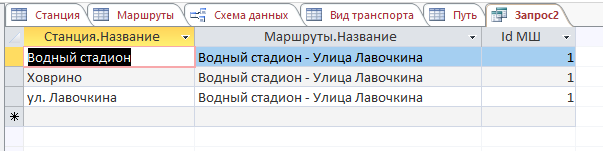 Станция Маршруты Схема данных Вид транспорта Путь Запрос2
Станция.Название Маршруты.Название Id МШ
Водный стадион Водный стадион - Улица Лавочкина 1
Ховрино Водный стадион - Улица Лавочкина 1
ул. Лавочкина Водный стадион - Улица Лавочкина 1